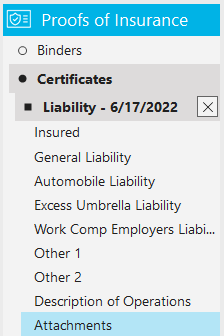 Proofs of Insurance
Binders
Certificates
Liability - 6/17/2022
Insured
General Liability
Automobile Liability
Excess Umbrella Liability
Work Comp Employers Liabi...
Other 1
Other 2
Description of Operations
Attachments